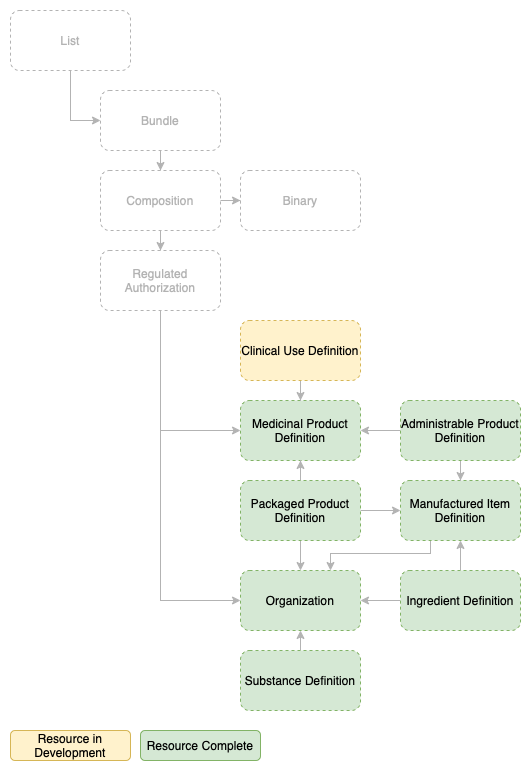 List
Bundle
Composition
Binary
Regulated
Authorization
Clinical Use Definition
Medicinal Product
Definition
Administrable Product
Definition
Packaged Product
Definition
Manufactured Item
Definition
Organization
Ingredient Definition
Substance Definition
Resource in
Development
Resource Complete